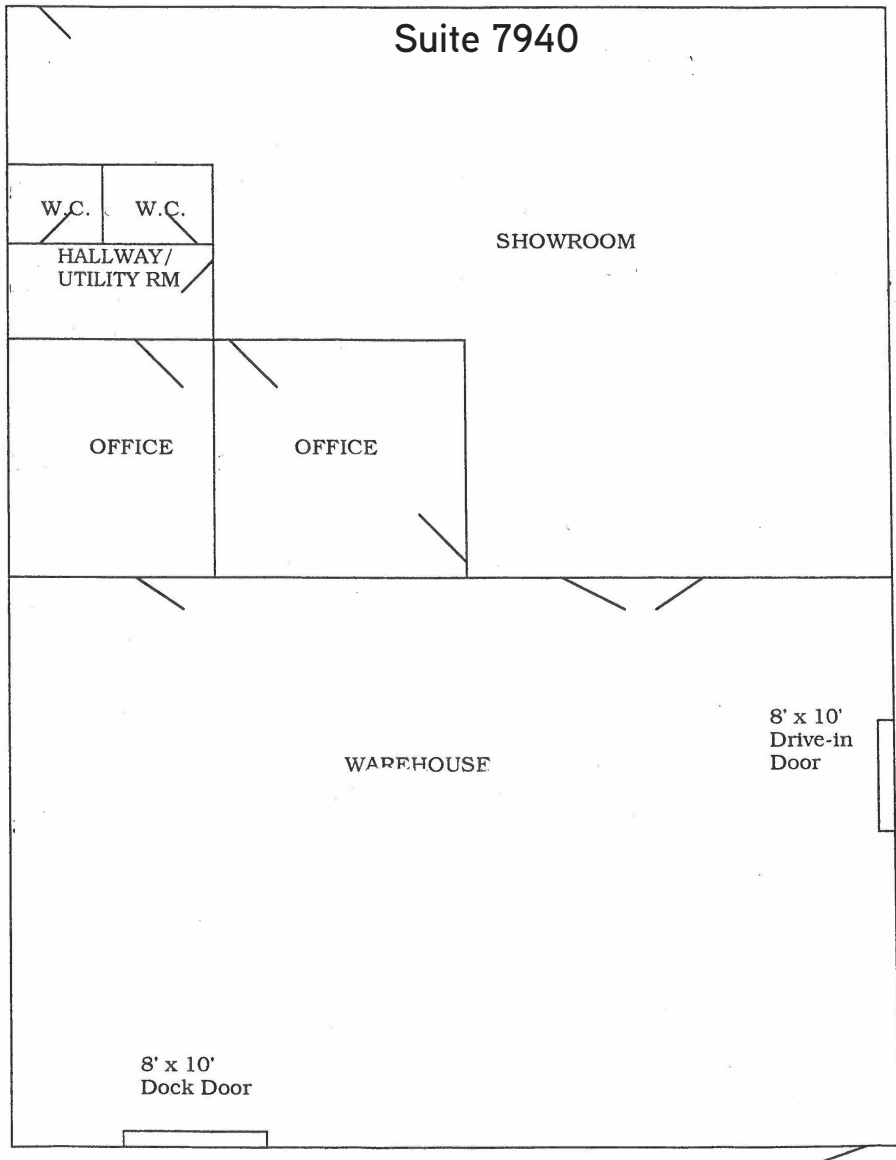 Suite 7940
W.C.
W.C.
HALLWAY/
UTILITY RM
SHOWROOM
OFFICE
OFFICE
8' x 10'
Drive-in
Door
WAREHOUSE
8' x 10'
Dock Door